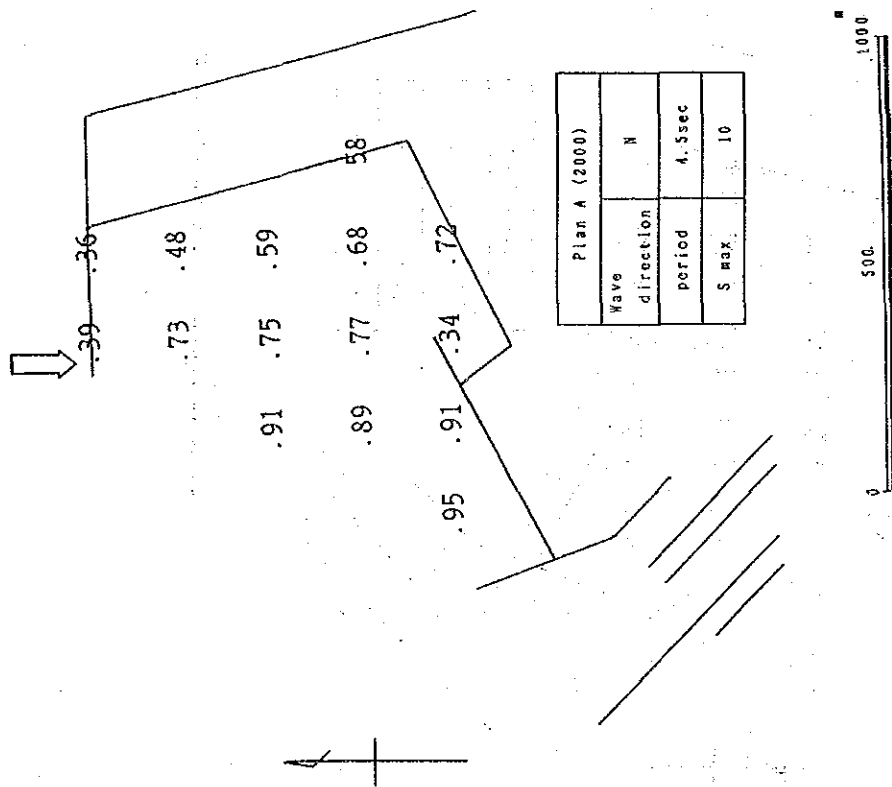 .39 .36
.73 .48
.91 .75 .59
.89 .77 .68 .58
.95 .91 .34 .72
Plan A (2000)
Wave direction N
period 4.5sec
S max. 10
0 500. 1000 m